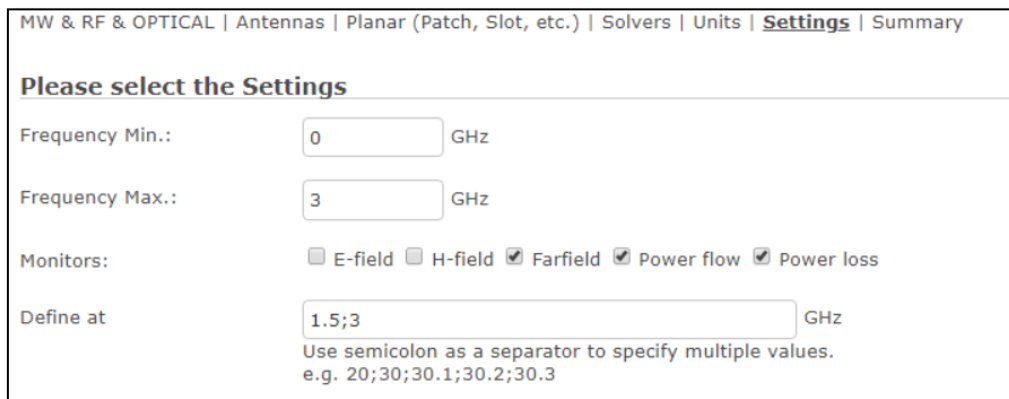 MW & RF & OPTICAL | Antennas | Planar (Patch, Slot, etc.) | Solvers | Units | Settings | Summary
Please select the Settings
Frequency Min.: 0 GHz
Frequency Max.: 3 GHz
Monitors: E-field H-field Farfield Power flow Power loss
Define at 1.5;3 GHz
Use semicolon as a separator to specify multiple values.
e.g. 20;30;30.1;30.2;30.3